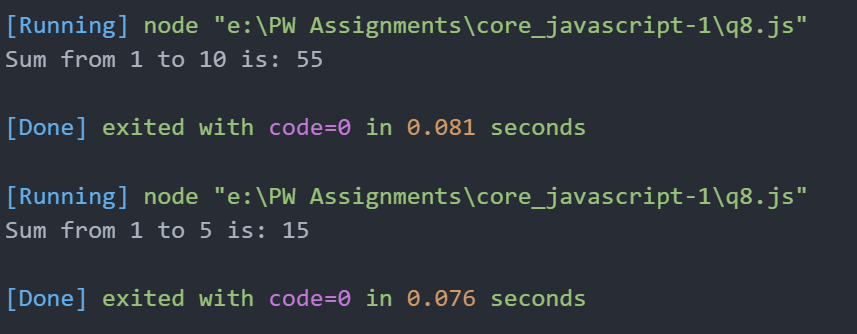 [Running] node "e:\PW Assignments\core_javascript-1\q8.js"
Sum from 1 to 10 is: 55
[Done] exited with code=0 in 0.081 seconds
[Running] node "e:\PW Assignments\core_javascript-1\q8.js"
Sum from 1 to 5 is: 15
[Done] exited with code=0 in 0.076 seconds